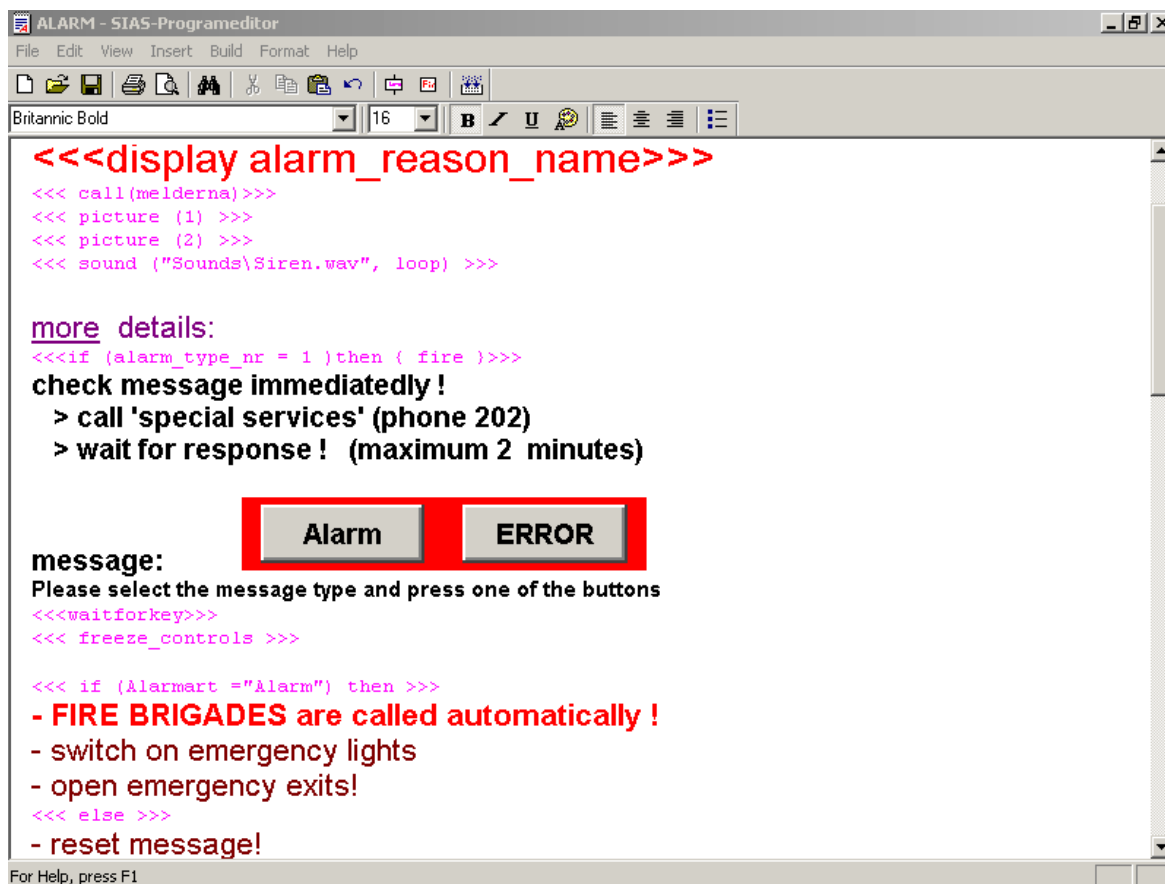 ALARM - SIAS-Programeditor
File Edit View Insert Build Format Help
Britannic Bold 16 B I U
<<<display alarm_reason_name>>>
<<< call(melderna)>>>
<<< picture (1) >>>
<<< picture (2) >>>
<<< sound ("Sounds\Siren.wav", loop) >>>
more details:
<<<if (alarm_type_nr = 1 )then { fire }>>>
check message immediatedly !
> call 'special services' (phone 202)
> wait for response ! (maximum 2 minutes)
Alarm ERROR
message:
Please select the message type and press one of the buttons
<<<waitforkey>>>
<<< freeze_controls >>>
<<< if (Alarmart ="Alarm") then >>>
- FIRE BRIGADES are called automatically !
- switch on emergency lights
- open emergency exits!
<<< else >>>
- reset message!
For Help, press F1